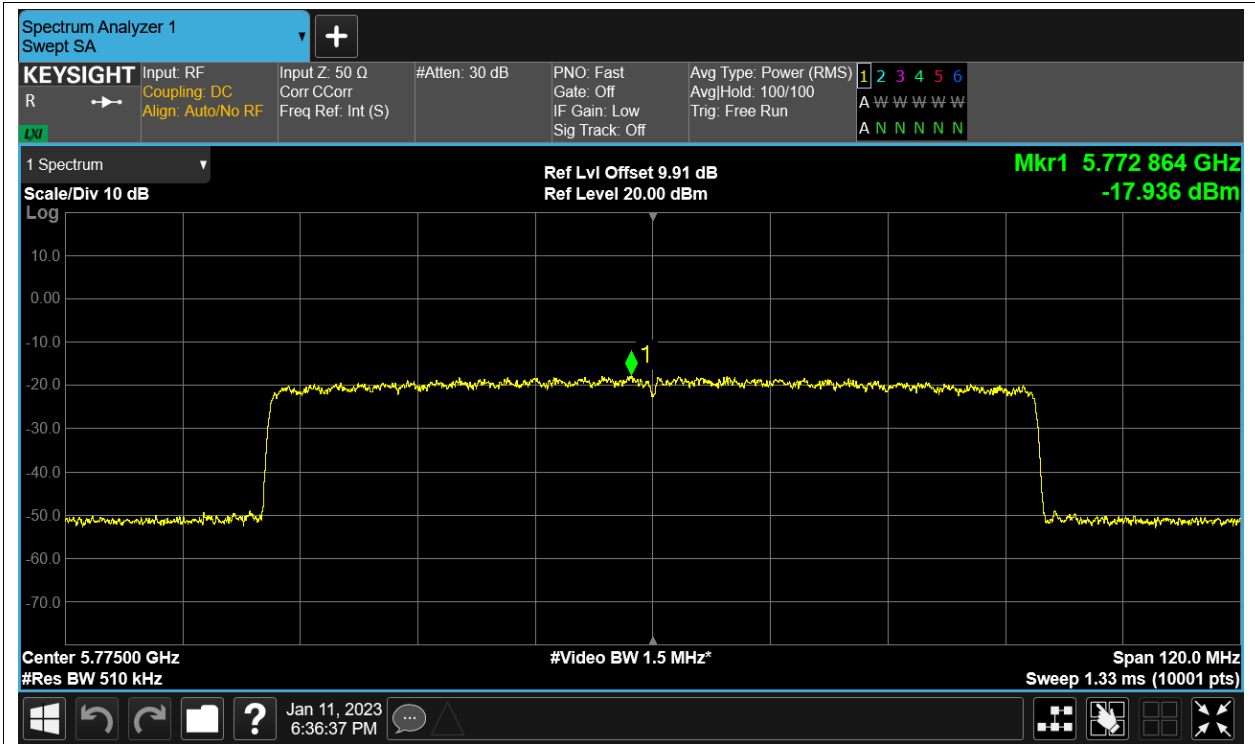 Spectrum Analyzer 1
Swept SA
KEYSIGHT
R
LXI
Input: RF
Coupling: DC
Align: Auto/No RF
Input Z: 50 Ω
Corr CCorr
Freq Ref: Int (S)
#Atten: 30 dB
PNO: Fast
Gate: Off
IF Gain: Low
Sig Track: Off
Avg Type: Power (RMS)
Avg|Hold: 100/100
Trig: Free Run
1 2 3 4 5 6
A W W W W W
A N N N N N
1 Spectrum
Scale/Div 10 dB
Ref Lvl Offset 9.91 dB
Ref Level 20.00 dBm
Mkr1 5.772 864 GHz
-17.936 dBm
Log
10.0
0.00
-10.0
1
-20.0
-30.0
-40.0
-50.0
-60.0
-70.0
Center 5.77500 GHz
#Video BW 1.5 MHz*
Span 120.0 MHz
#Res BW 510 kHz
Sweep 1.33 ms (10001 pts)
?
Jan 11, 2023
6:36:37 PM